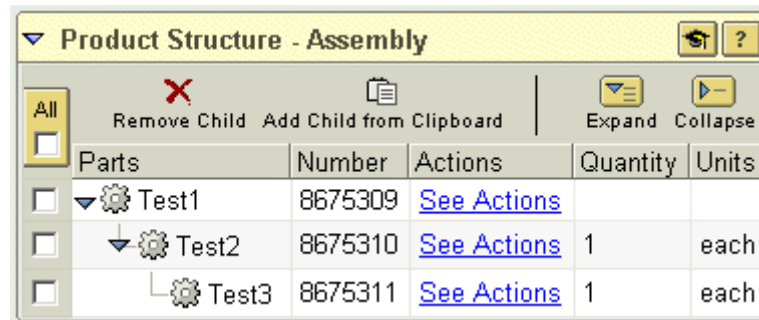 Product Structure - Assembly ?
All Remove Child Add Child from Clipboard Expand Collapse
Parts Number Actions Quantity Units
Test1 8675309 See Actions
Test2 8675310 See Actions 1 each
Test3 8675311 See Actions 1 each